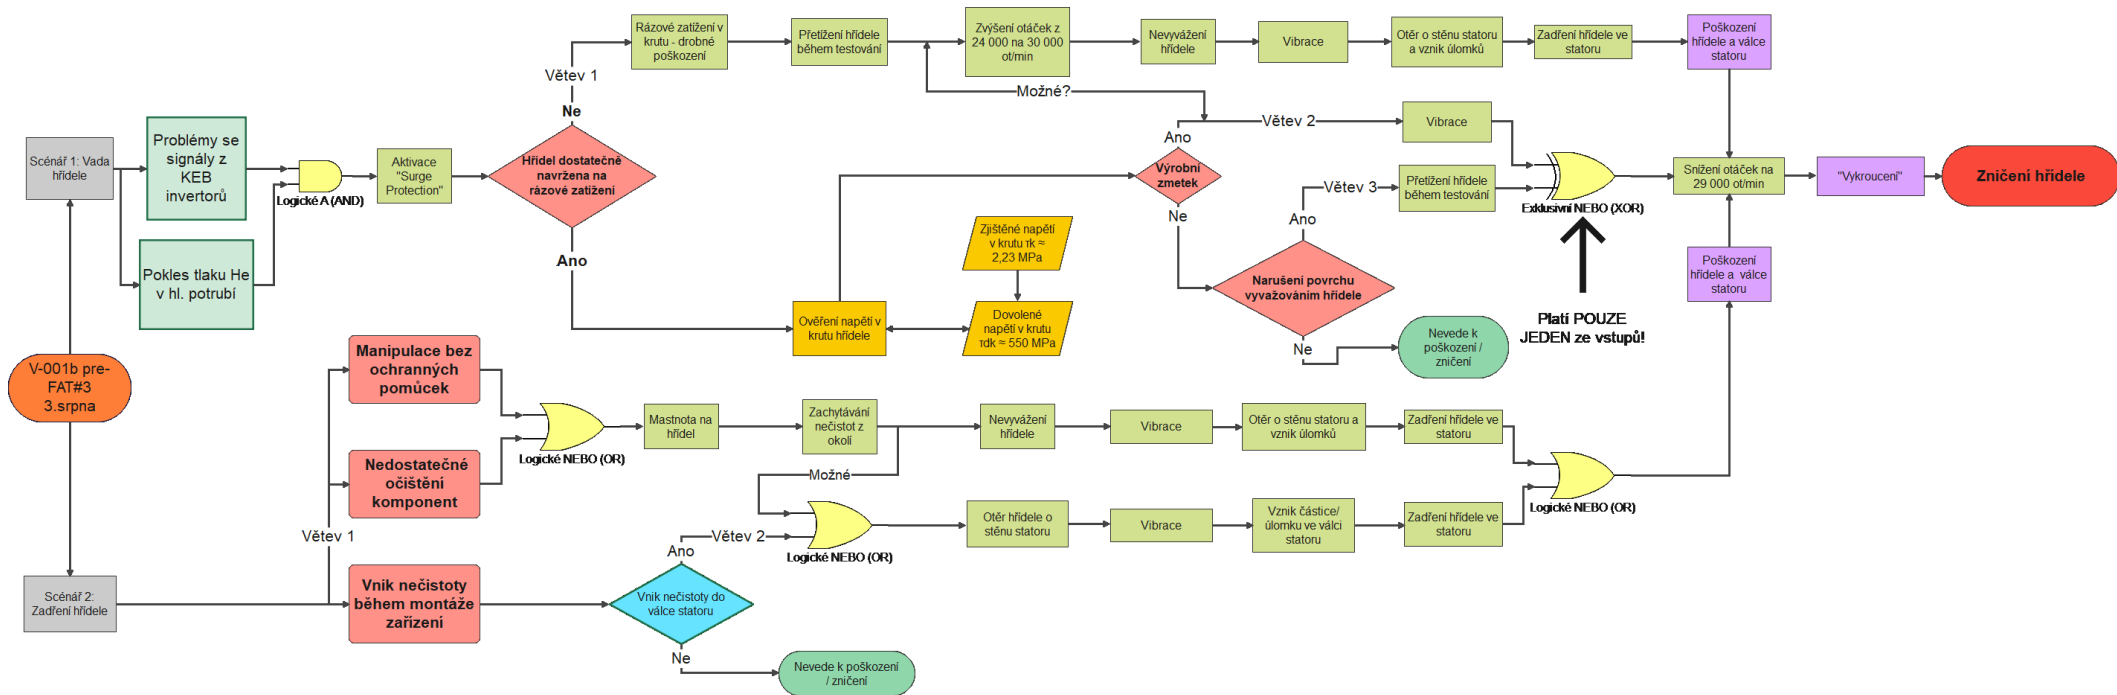 Rázové zatížení v
krutu - drobné
poškození
Přetížení hřídele
během testování
Zvýšení otáček z
24 000 na 30 000
ot/min
Nevyvážení
hřídele
Vibrace
Otěr o stěnu statoru
a vznik úlomků
Zadření hřídele ve
statoru
Poškození
hřídele a válce
statoru
Větev 1
Ne
Možné?
Scénář 1: Vada
hřídele
Problémy se
signály z
KEB
invertorů
Logické A (AND)
Aktivace
"Surge
Protection"
Hřídel dostatečně
navržena na
rázové zatížení
Ano
Větev 2
Vibrace
Výrobní
zmetek
Ano
Ne
Větev 3
Přetížení hřídele
během testování
Exklusivní NEBO (XOR)
Snížení otáček na
29 000 ot/min
"Vykroucení"
Zničení hřídele
Pokles tlaku He
v hl. potrubí
Zjištěné napětí
v krutu τk ≈
2,23 MPa
Ověření napětí v
krutu hřídele
Dovolené
napětí v krutu
τdk ≈ 550 MPa
Ano
Narušení povrchu
vyvažováním hřídele
Ne
Nevede k
poškození /
zničení
Platí POUZE
JEDEN ze vstupů!
Poškození
hřídele a válce
statoru
V-001b pre-
FAT#3
3.srpna
Manipulace bez
ochranných
pomůcek
Nedostatečné
očištění
komponent
Logické NEBO (OR)
Mastnota na
hřídel
Zachytávání
nečistot z
okolí
Nevyvážení
hřídele
Vibrace
Otěr o stěnu statoru a
vznik úlomků
Zadření hřídele ve
statoru
Logické NEBO (OR)
Možné
Větev 1
Větev 2
Logické NEBO (OR)
Otěr hřídele o
stěnu statoru
Vibrace
Vznik částice/
úlomku ve válci
statoru
Zadření hřídele ve
statoru
Scénář 2:
Zadření hřídele
Vnik nečistoty
během montáže
zařízení
Ano
Vnik nečistoty do
válce statoru
Ne
Nevede k poškození
/ zničení